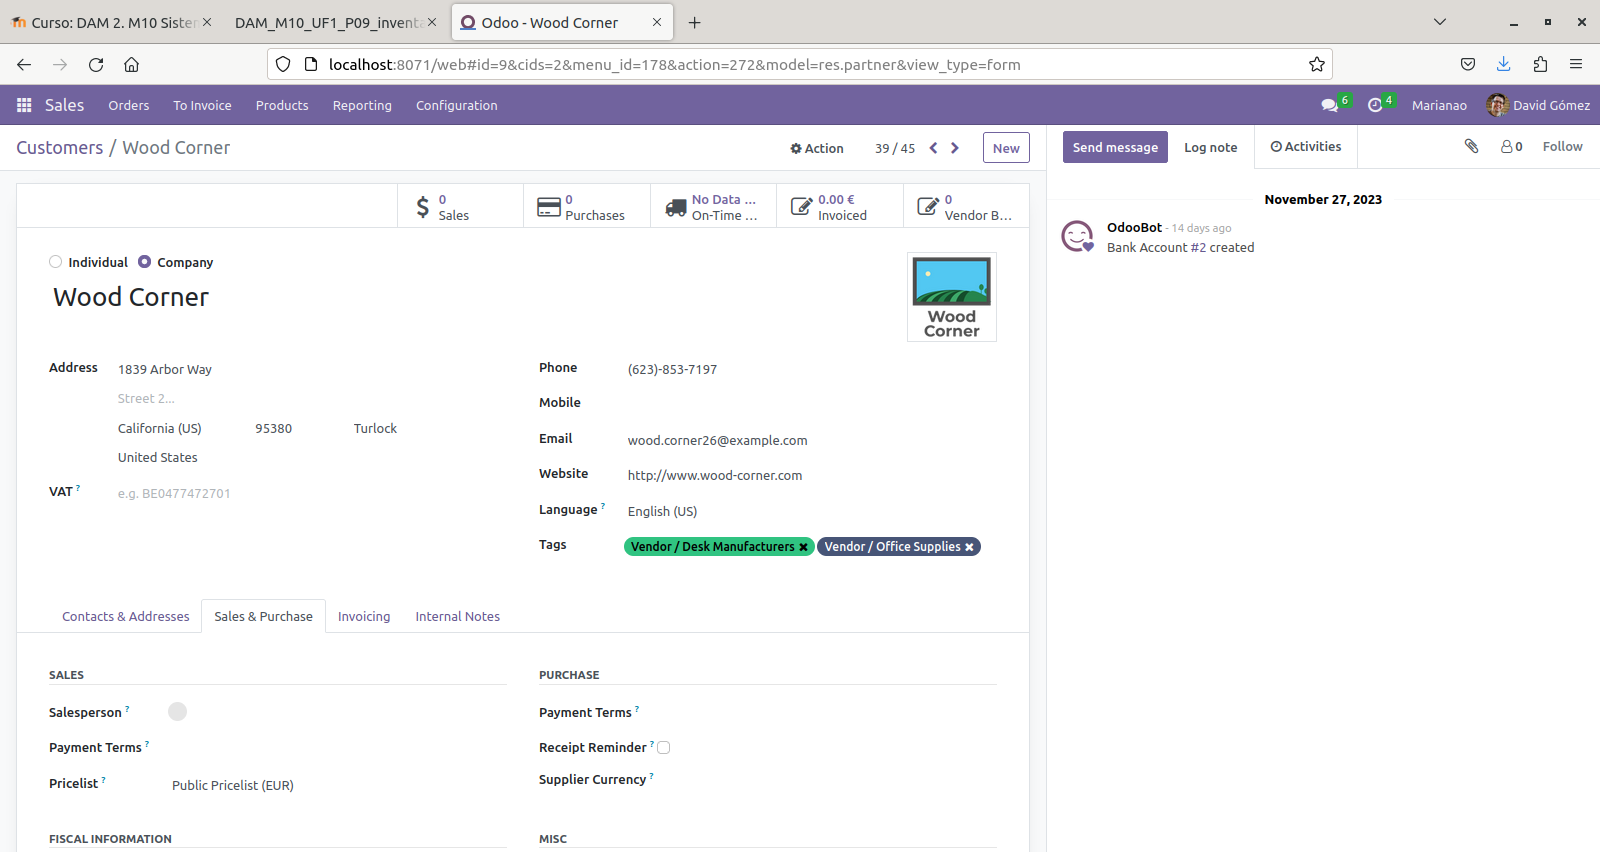 Curso: DAM 2. M10 Sister
DAM_M10_UF1_P09_inventa
Odoo - Wood Corner
localhost:8071/web#id=9&cids=2&menu_id=178&action=272&model=res.partner&view_type=form
Sales
Orders
To Invoice
Products
Reporting
Configuration
6
4
Marianao
David Gómez
Customers / Wood Corner
Action
39 / 45
New
Send message
Log note
Activities
0
Follow
0
Sales
0
Purchases
No Data ...
On-Time ...
0.00 €
Invoiced
0
Vendor B...
November 27, 2023
OdooBot - 14 days ago
Bank Account #2 created
Individual
Company
Wood Corner
Wood
Corner
Address
1839 Arbor Way
Street 2...
California (US)
95380
Turlock
United States
VAT ?
e.g. BE0477472701
Phone
(623)-853-7197
Mobile
Email
wood.corner26@example.com
Website
http://www.wood-corner.com
Language ?
English (US)
Tags
Vendor / Desk Manufacturers ×
Vendor / Office Supplies ×
Contacts & Addresses
Sales & Purchase
Invoicing
Internal Notes
SALES
Salesperson ?
Payment Terms ?
Pricelist ?
Public Pricelist (EUR)
PURCHASE
Payment Terms ?
Receipt Reminder ?
Supplier Currency ?
FISCAL INFORMATION
MISC